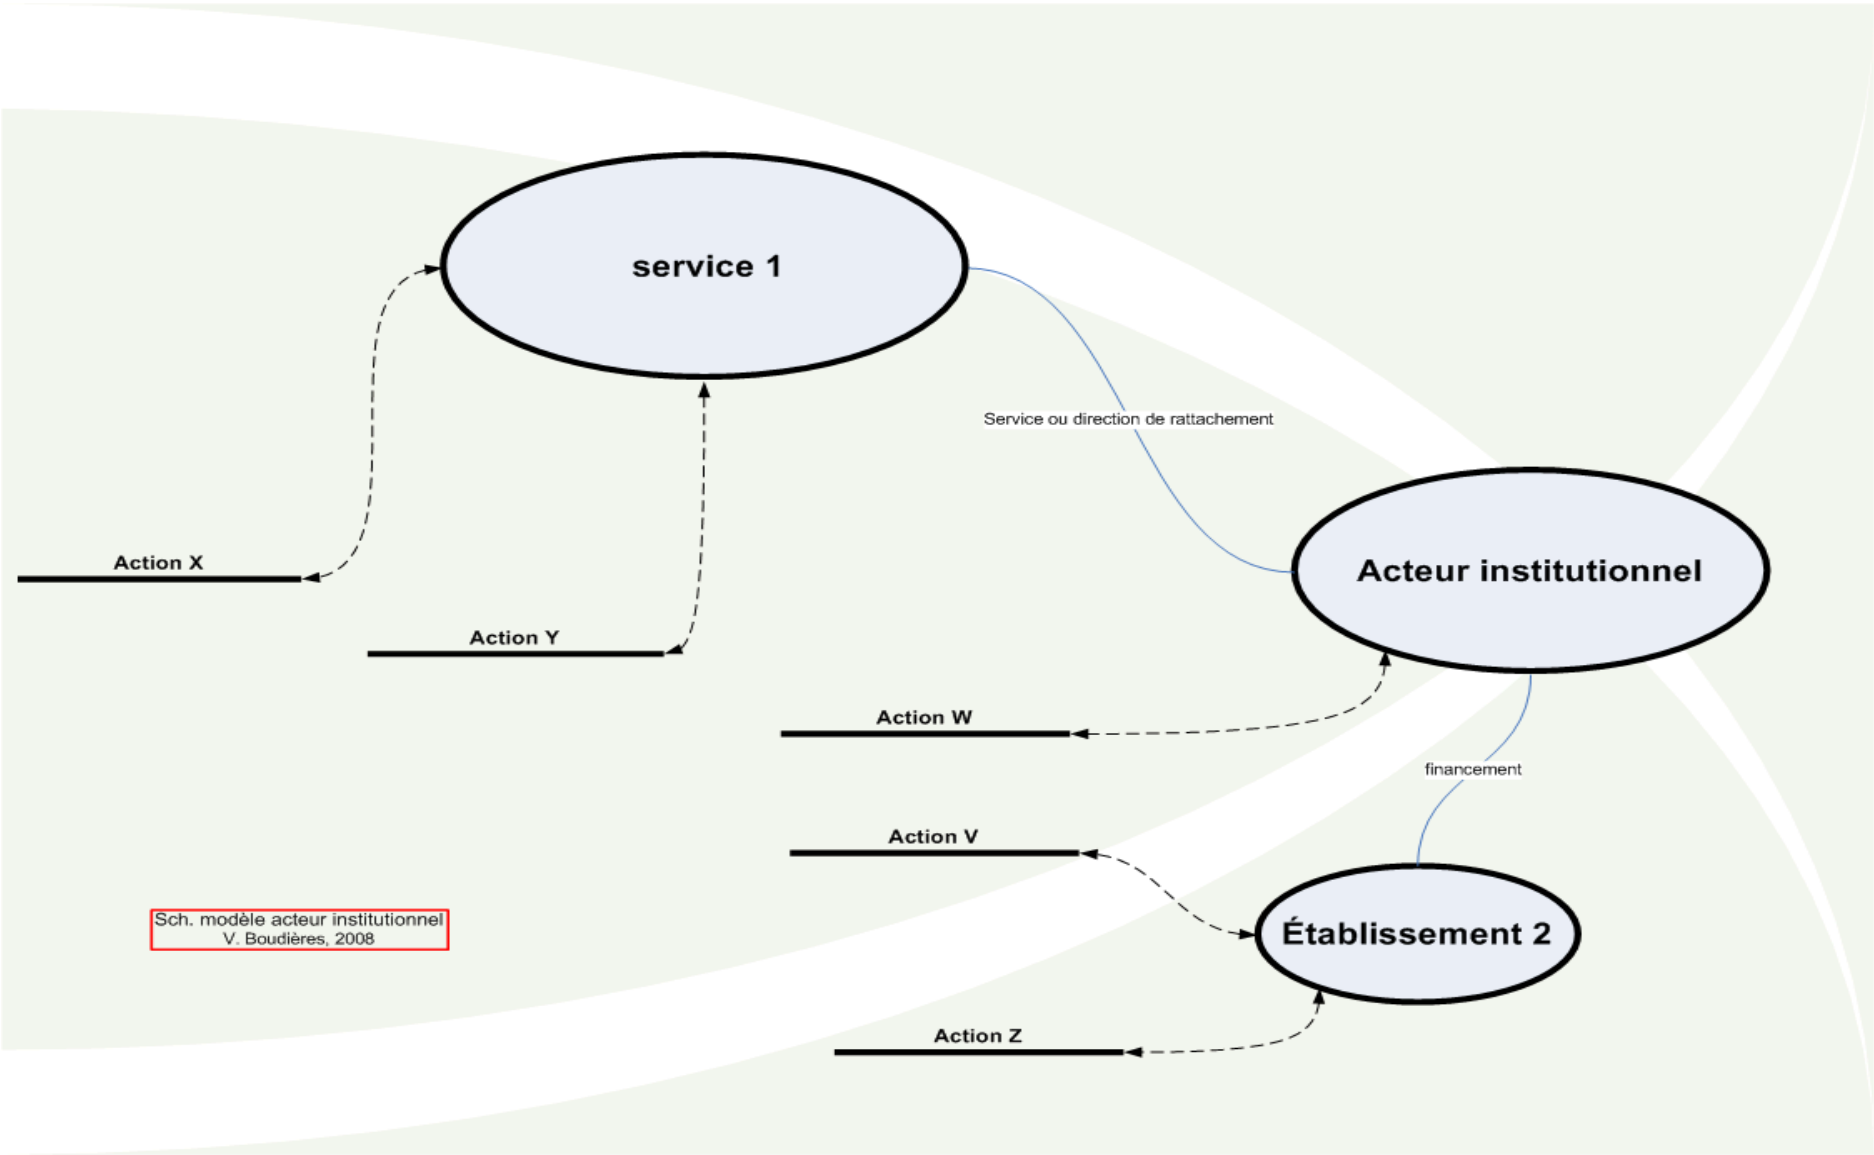 service 1
Service ou direction de rattachement
Action X
Acteur institutionnel
Action Y
Action W
financement
Action V
Sch. modèle acteur institutionnel
V. Boudières, 2008
Établissement 2
Action Z